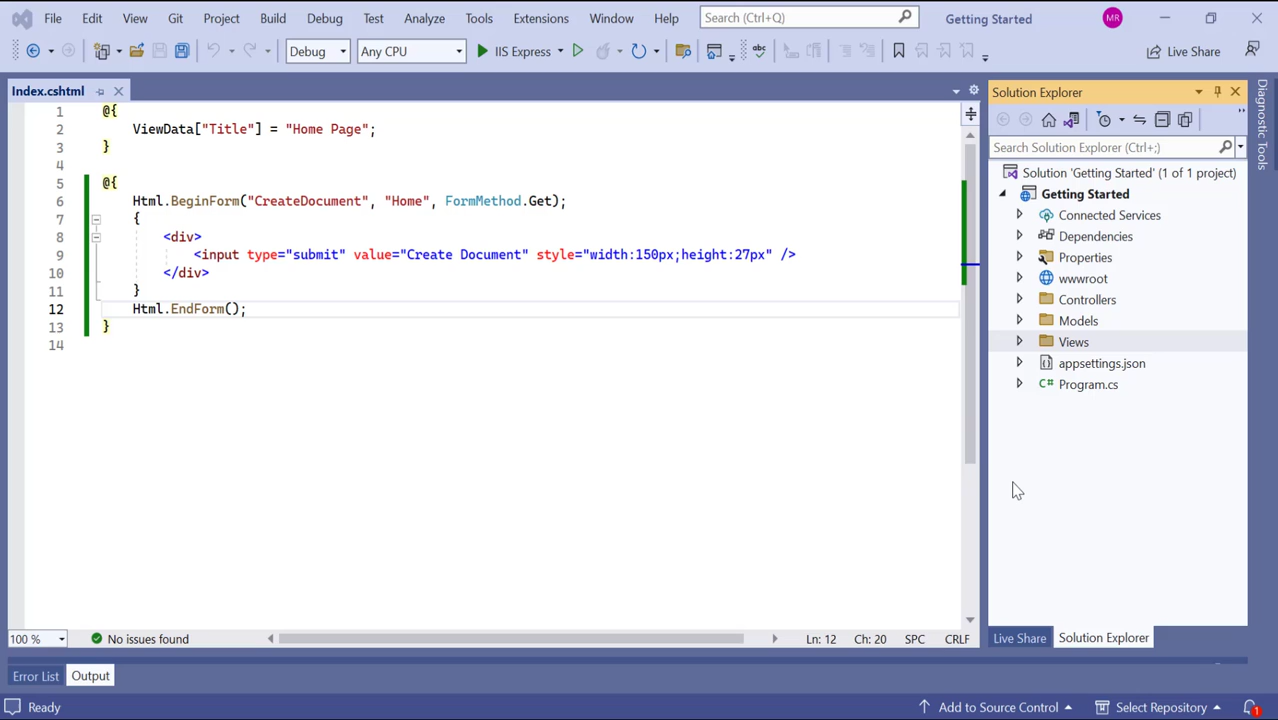 File Edit View Git Project Build Debug Test Analyze Tools Extensions Window Help Search (Ctrl+Q) Getting Started MR
Debug Any CPU IIS Express Live Share
Index.cshtml
1 @{
2 ViewData["Title"] = "Home Page";
3 }
4
5 @{
6 Html.BeginForm("CreateDocument", "Home", FormMethod.Get);
7 {
8 <div>
9 <input type="submit" value="Create Document" style="width:150px;height:27px" />
10 </div>
11 }
12 Html.EndForm();
13 }
14
100 % No issues found Ln: 12 Ch: 20 SPC CRLF
Solution Explorer
Search Solution Explorer (Ctrl+;)
Solution 'Getting Started' (1 of 1 project)
Getting Started
Connected Services
Dependencies
Properties
wwwroot
Controllers
Models
Views
appsettings.json
C# Program.cs
Live Share Solution Explorer
Diagnostic Tools
Error List Output
Ready Add to Source Control Select Repository 1